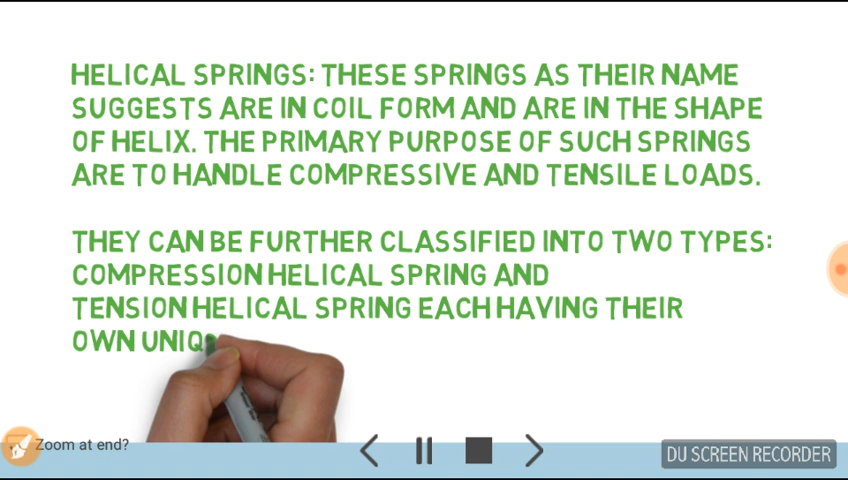 HELICAL SPRINGS: THESE SPRINGS AS THEIR NAME
SUGGESTS ARE IN COIL FORM AND ARE IN THE SHAPE
OF HELIX. THE PRIMARY PURPOSE OF SUCH SPRINGS
ARE TO HANDLE COMPRESSIVE AND TENSILE LOADS.
THEY CAN BE FURTHER CLASSIFIED INTO TWO TYPES:
COMPRESSION HELICAL SPRING AND
TENSION HELICAL SPRING EACH HAVING THEIR
OWN UNIQ
Zoom at end?
DU SCREEN RECORDER